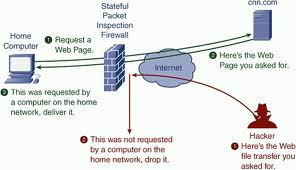 Stateful
Packet
Inspection
Firewall
cnn.com
Home
Computer
1 Request a
Web Page.
2 Here's the Web
Page you asked for.
Internet
3 This was requested
by a computer on the home
network, deliver it.
2 This was not requested
by a computer on the
home network, drop it.
Hacker
1 Here's the Web
file transfer you
asked for.